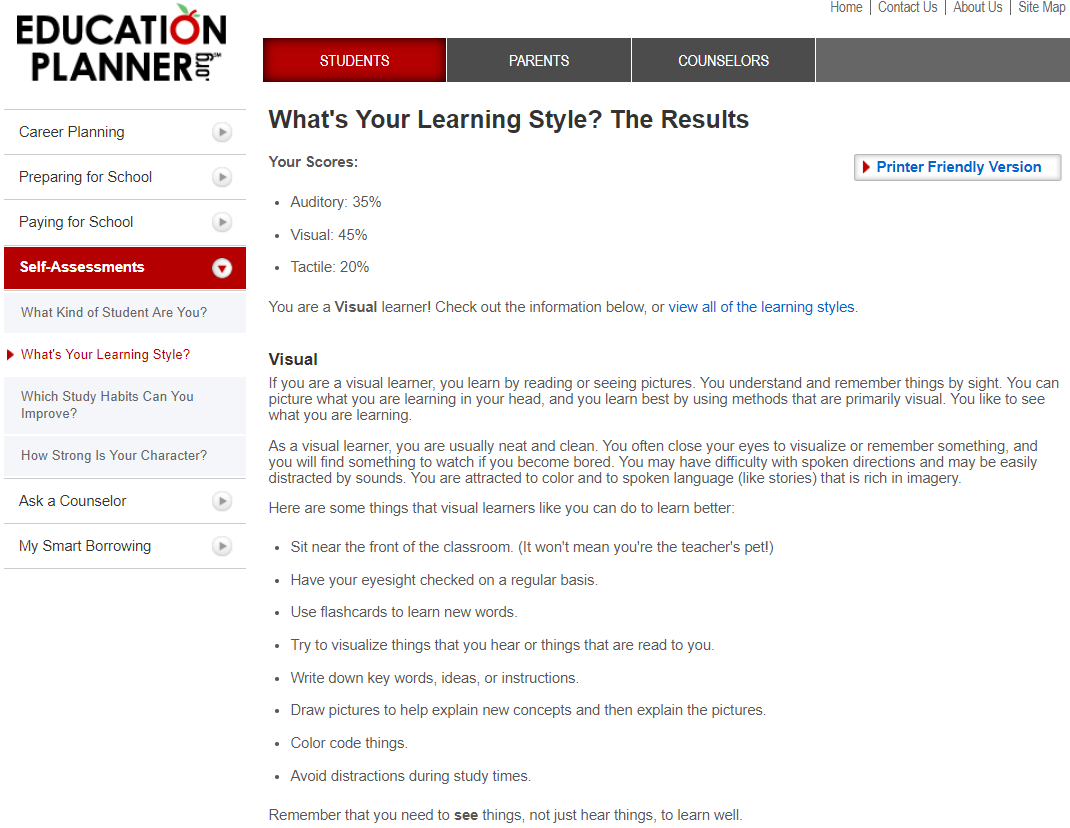 Home | Contact Us | About Us | Site Map
EDUCATION
PLANNER.org℠
STUDENTS
PARENTS
COUNSELORS
Career Planning
Preparing for School
Paying for School
Self-Assessments
What Kind of Student Are You?
What's Your Learning Style?
Which Study Habits Can You
Improve?
How Strong Is Your Character?
Ask a Counselor
My Smart Borrowing
What's Your Learning Style? The Results
Your Scores:
Printer Friendly Version
• Auditory: 35%
• Visual: 45%
• Tactile: 20%
You are a Visual learner! Check out the information below, or view all of the learning styles.
Visual
If you are a visual learner, you learn by reading or seeing pictures. You understand and remember things by sight. You can
picture what you are learning in your head, and you learn best by using methods that are primarily visual. You like to see
what you are learning.
As a visual learner, you are usually neat and clean. You often close your eyes to visualize or remember something, and
you will find something to watch if you become bored. You may have difficulty with spoken directions and may be easily
distracted by sounds. You are attracted to color and to spoken language (like stories) that is rich in imagery.
Here are some things that visual learners like you can do to learn better:
• Sit near the front of the classroom. (It won't mean you're the teacher's pet!)
• Have your eyesight checked on a regular basis.
• Use flashcards to learn new words.
• Try to visualize things that you hear or things that are read to you.
• Write down key words, ideas, or instructions.
• Draw pictures to help explain new concepts and then explain the pictures.
• Color code things.
• Avoid distractions during study times.
Remember that you need to see things, not just hear things, to learn well.